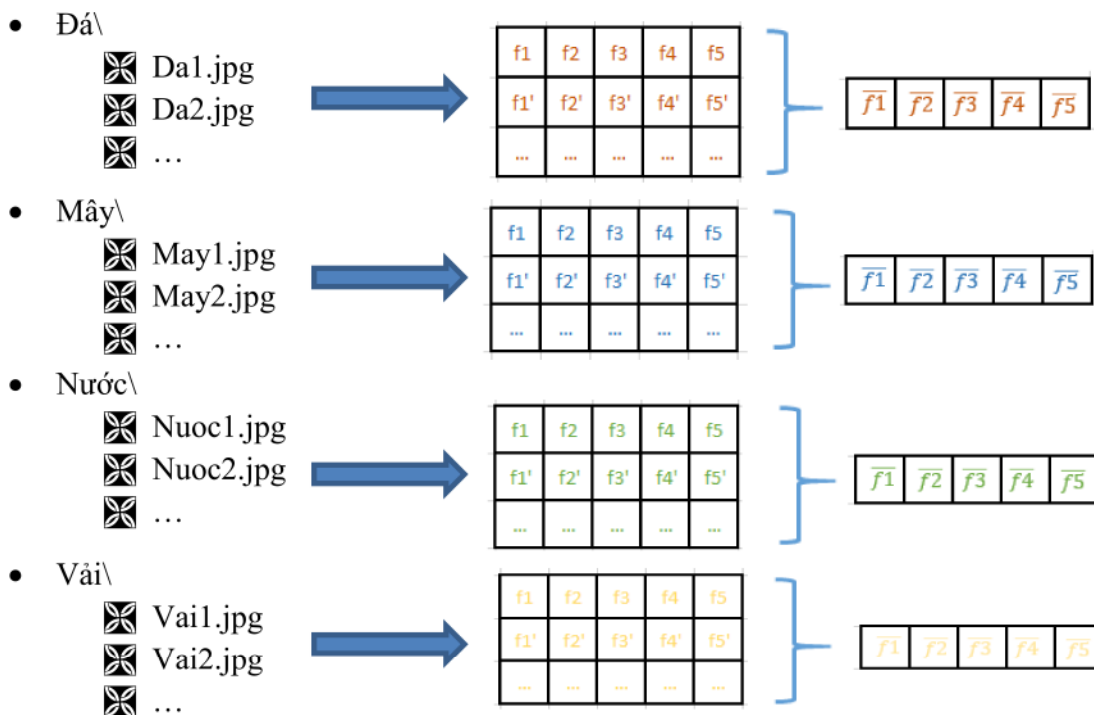 Đá\
Da1.jpg
Da2.jpg
…
f1 f2 f3 f4 f5
f1' f2' f3' f4' f5'
... ... ... ... ...
f1 f2 f3 f4 f5
Mây\
May1.jpg
May2.jpg
…
f1 f2 f3 f4 f5
f1' f2' f3' f4' f5'
... ... ... ... ...
f1 f2 f3 f4 f5
Nước\
Nuoc1.jpg
Nuoc2.jpg
…
f1 f2 f3 f4 f5
f1' f2' f3' f4' f5'
... ... ... ... ...
f1 f2 f3 f4 f5
Vải\
Vai1.jpg
Vai2.jpg
…
f1 f2 f3 f4 f5
f1' f2' f3' f4' f5'
... ... ... ... ...
f1 f2 f3 f4 f5